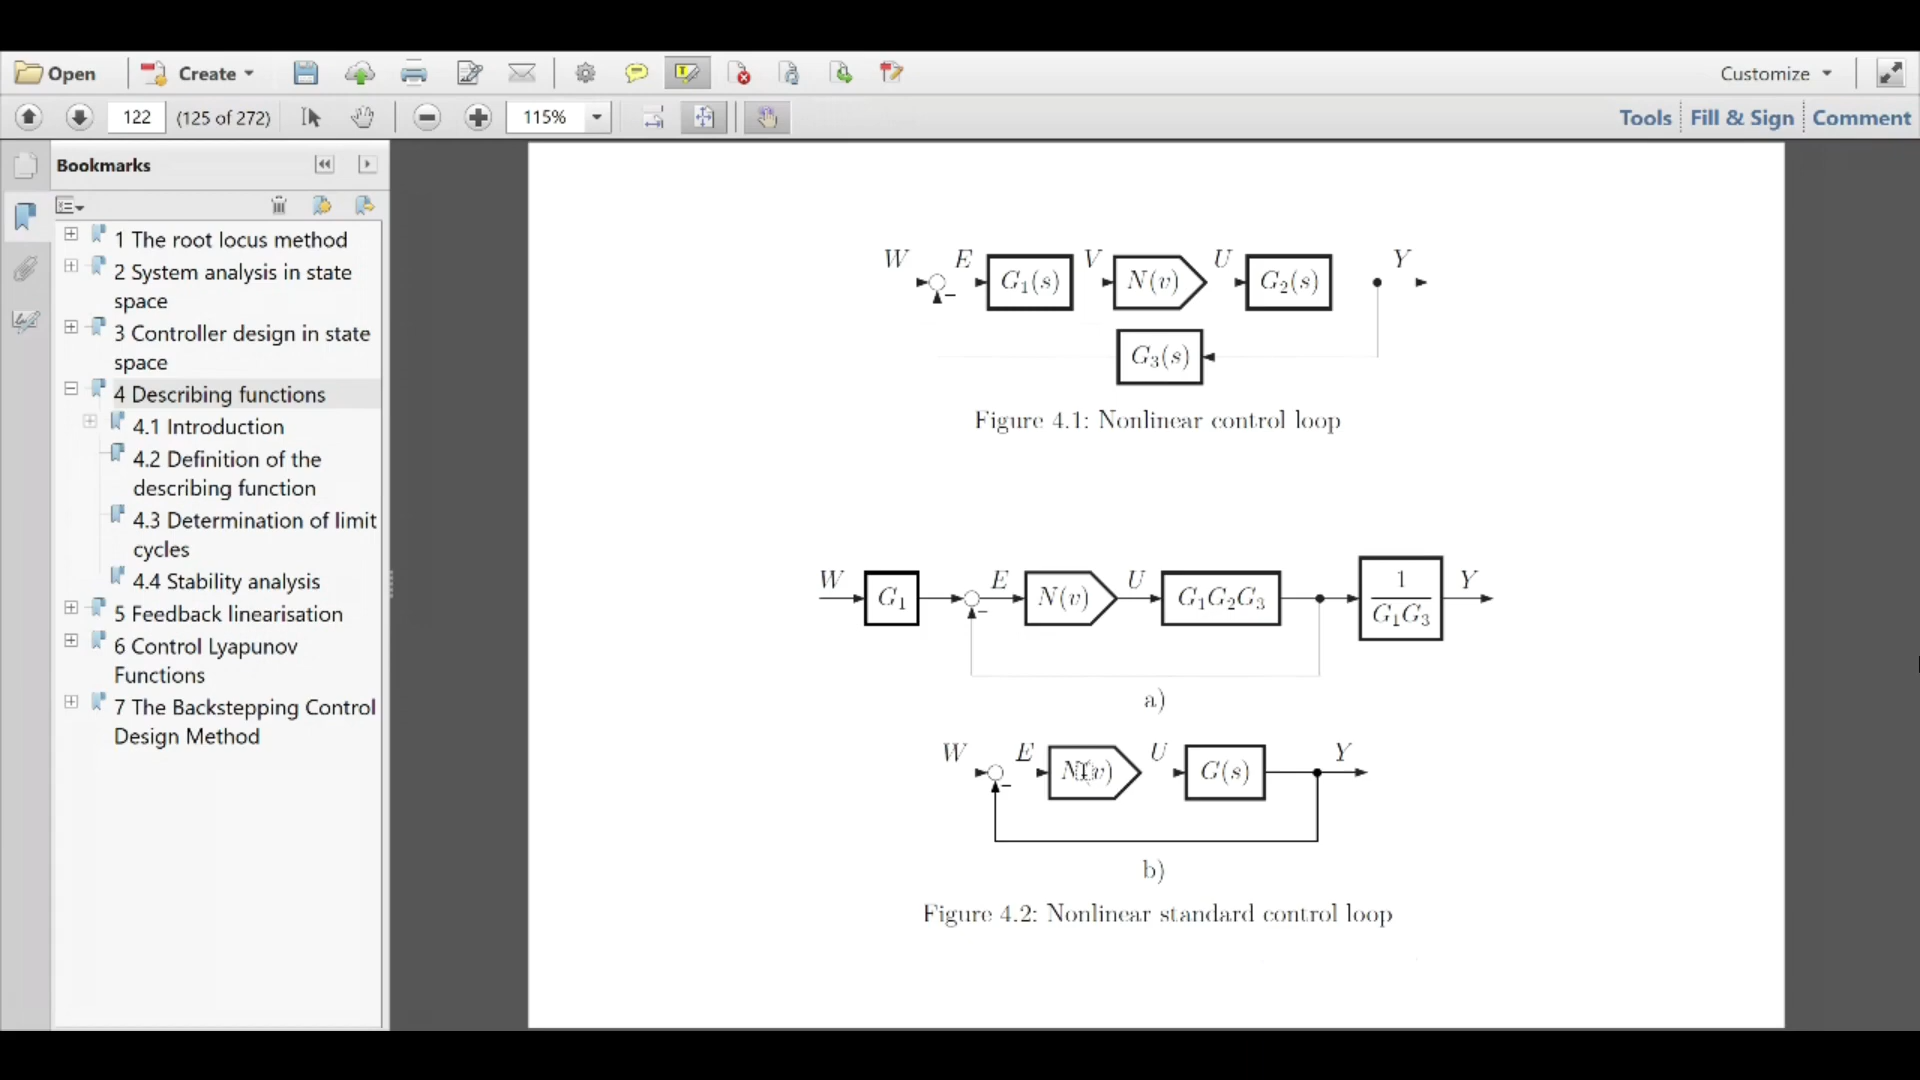 Open
Create
Customize
122
(125 of 272)
115%
Tools
Fill & Sign
Comment
Bookmarks
1 The root locus method
2 System analysis in state
space
3 Controller design in state
space
4 Describing functions
4.1 Introduction
4.2 Definition of the
describing function
4.3 Determination of limit
cycles
4.4 Stability analysis
5 Feedback linearisation
6 Control Lyapunov
Functions
7 The Backstepping Control
Design Method
W E G₁(s) V N(v) U G₂(s) Y
−
G₃(s)
Figure 4.1: Nonlinear control loop
W G₁ E N(v) U G₁G₂G₃ 1 Y
− G₁G₃
a)
W E N(v) U G(s) Y
−
b)
Figure 4.2: Nonlinear standard control loop